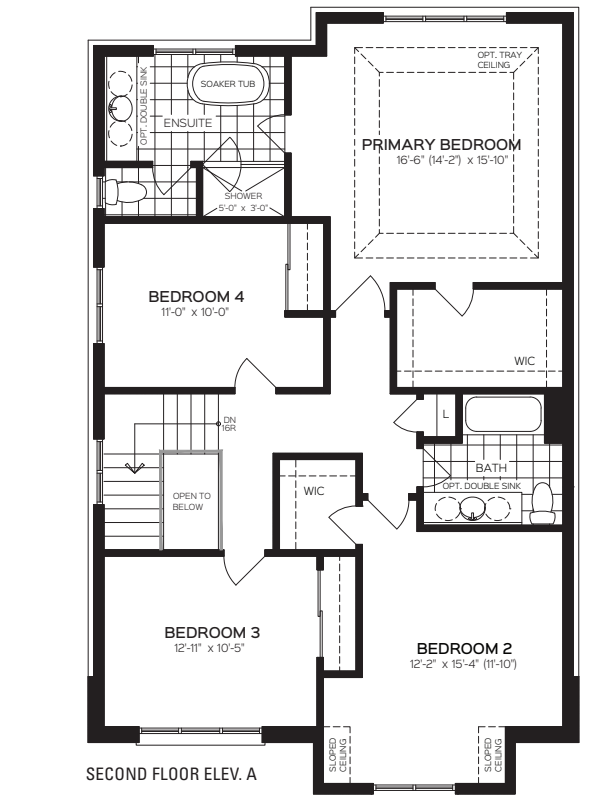 OPT. TRAY
CEILING
SOAKER TUB
OPT. DOUBLE SINK
ENSUITE
PRIMARY BEDROOM
16'-6" (14'-2") x 15'-10"
SHOWER
5'-0" x 3'-0"
BEDROOM 4
11'-0" x 10'-0"
WIC
L
DN
16R
BATH
OPT. DOUBLE SINK
WIC
OPEN TO
BELOW
BEDROOM 3
12'-11" x 10'-5"
BEDROOM 2
12'-2" x 15'-4" (11'-10")
SLOPED
CEILING
SLOPED
CEILING
SECOND FLOOR ELEV. A